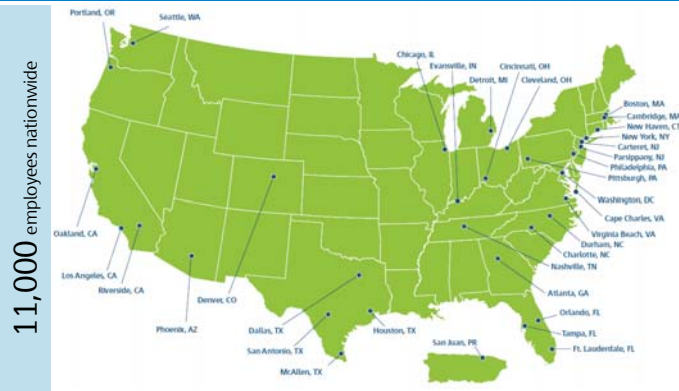 11,000 employees nationwide
Portland, OR
Seattle, WA
Chicago, IL
Evansville, IN
Cincinnati, OH
Detroit, MI
Cleveland, OH
Boston, MA
Cambridge, MA
New Haven, CT
New York, NY
Carteret, NJ
Parsippany, NJ
Philadelphia, PA
Pittsburgh, PA
Washington, DC
Cape Charles, VA
Virginia Beach, VA
Durham, NC
Charlotte, NC
Nashville, TN
Oakland, CA
Los Angeles, CA
Riverside, CA
Denver, CO
Atlanta, GA
Phoenix, AZ
Dallas, TX
Houston, TX
San Antonio, TX
McAllen, TX
San Juan, PR
Orlando, FL
Tampa, FL
Ft. Lauderdale, FL